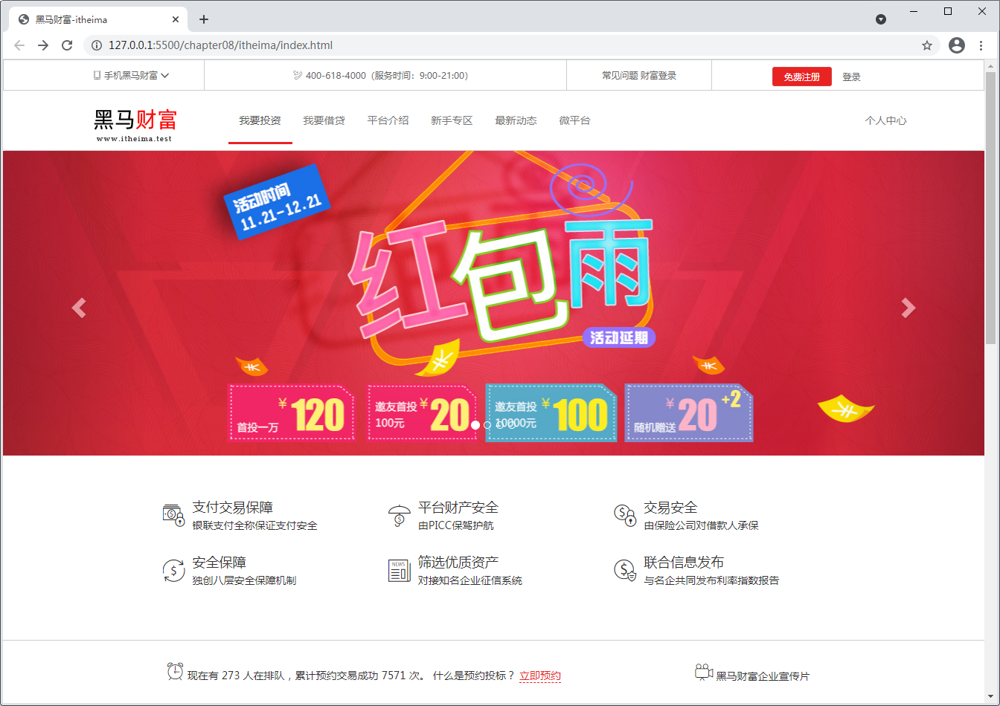 黑马财富-itheima
127.0.0.1:5500/chapter08/itheima/index.html
手机黑马财富
400-618-4000（服务时间：9:00-21:00）
常见问题 财富登录
免费注册
登录
黑马财富
www.itheima.test
我要投资
我要借贷
平台介绍
新手专区
最新动态
微平台
个人中心
活动时间
11.21-12.21
红包雨
活动延期
首投一万
￥120
邀友首投
100元
￥20
邀友首投
10000元
￥100
随机赠送
￥20
+2
支付交易保障
银联支付全称保证支付安全
平台财产安全
由PICC保驾护航
交易安全
由保险公司对借款人承保
安全保障
独创八层安全保障机制
NEWS
筛选优质资产
对接知名企业征信系统
联合信息发布
与名企共同发布利率指数报告
现在有 273 人在排队，累计预约交易成功 7571 次。 什么是预约投标？ 立即预约
黑马财富企业宣传片